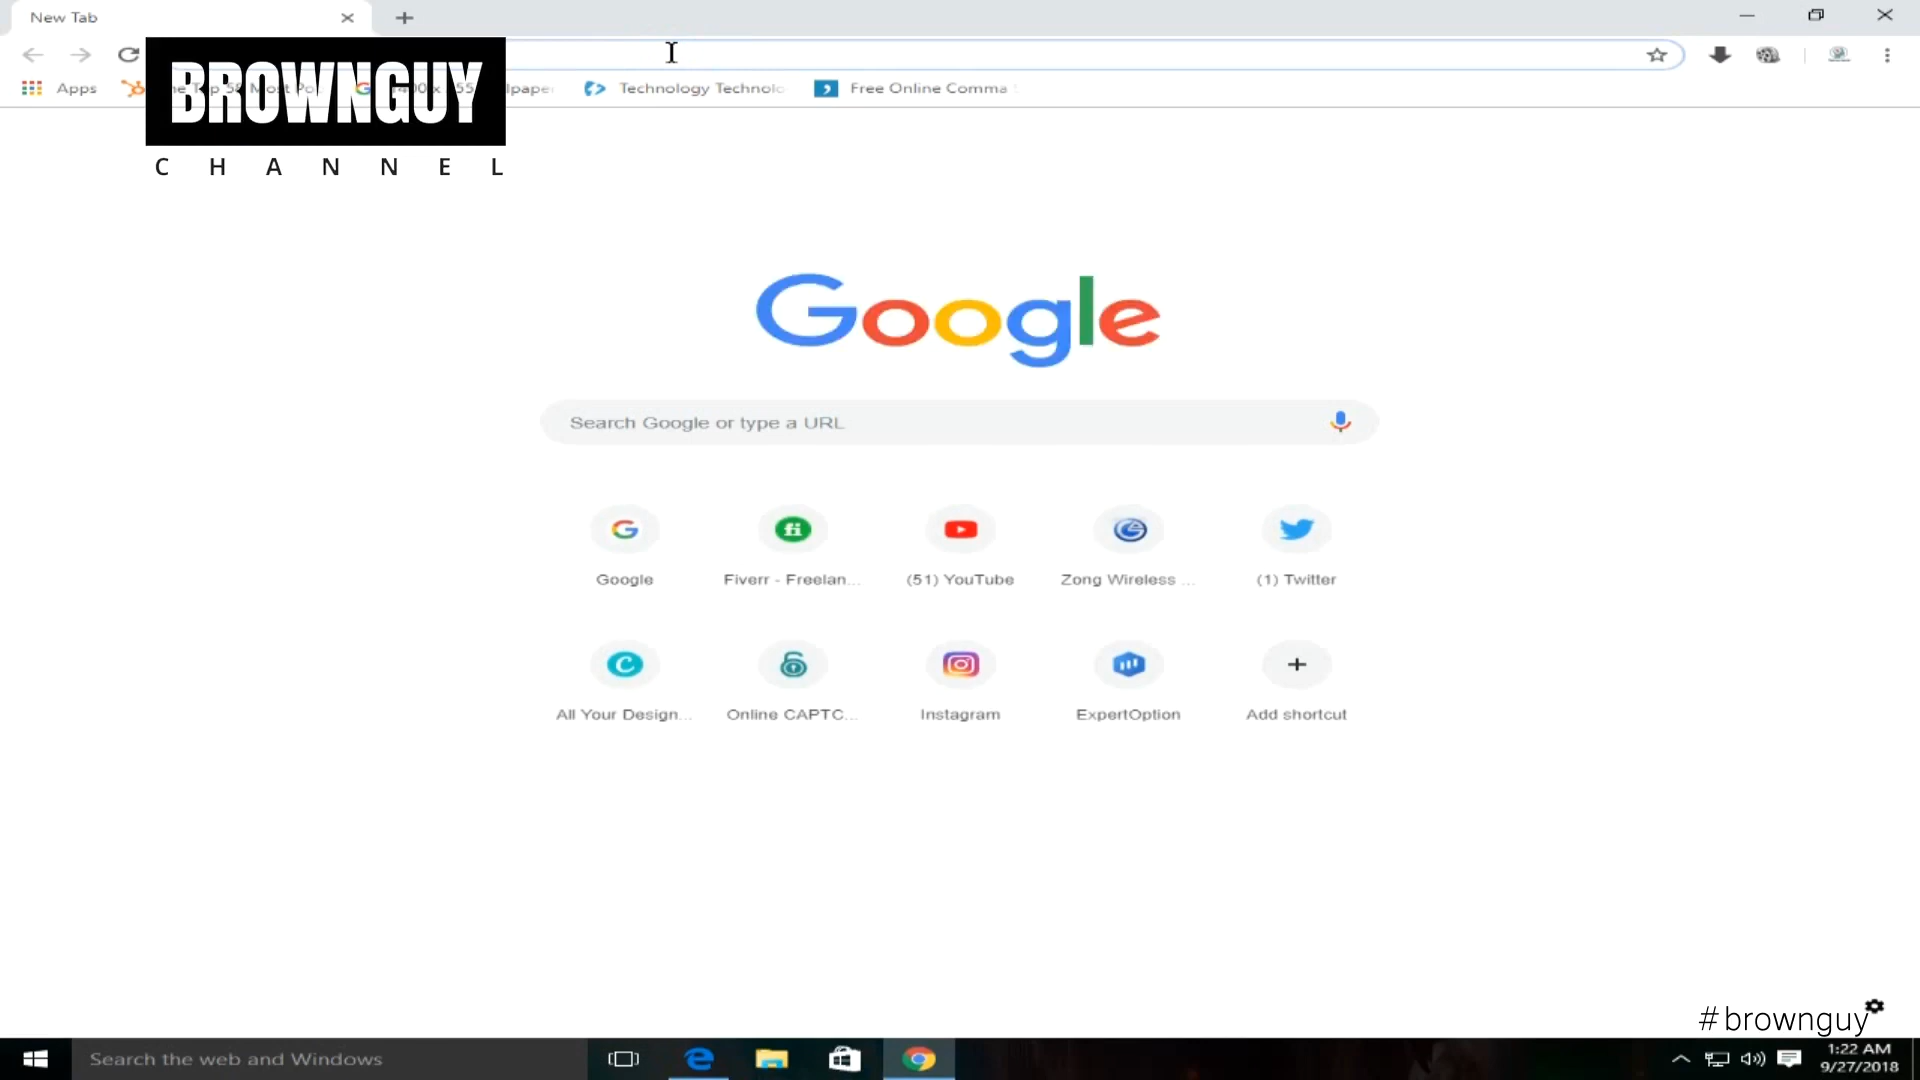 New Tab
BROWNGUY
CHANNEL
Apps
Technology Technolo
Free Online Comma
Google
Search Google or type a URL
Google
Fiverr - Freelan...
(51) YouTube
Zong Wireless ...
(1) Twitter
All Your Design...
Online CAPTC...
Instagram
ExpertOption
Add shortcut
#brownguy
Search the web and Windows
1:22 AM
9/27/2018